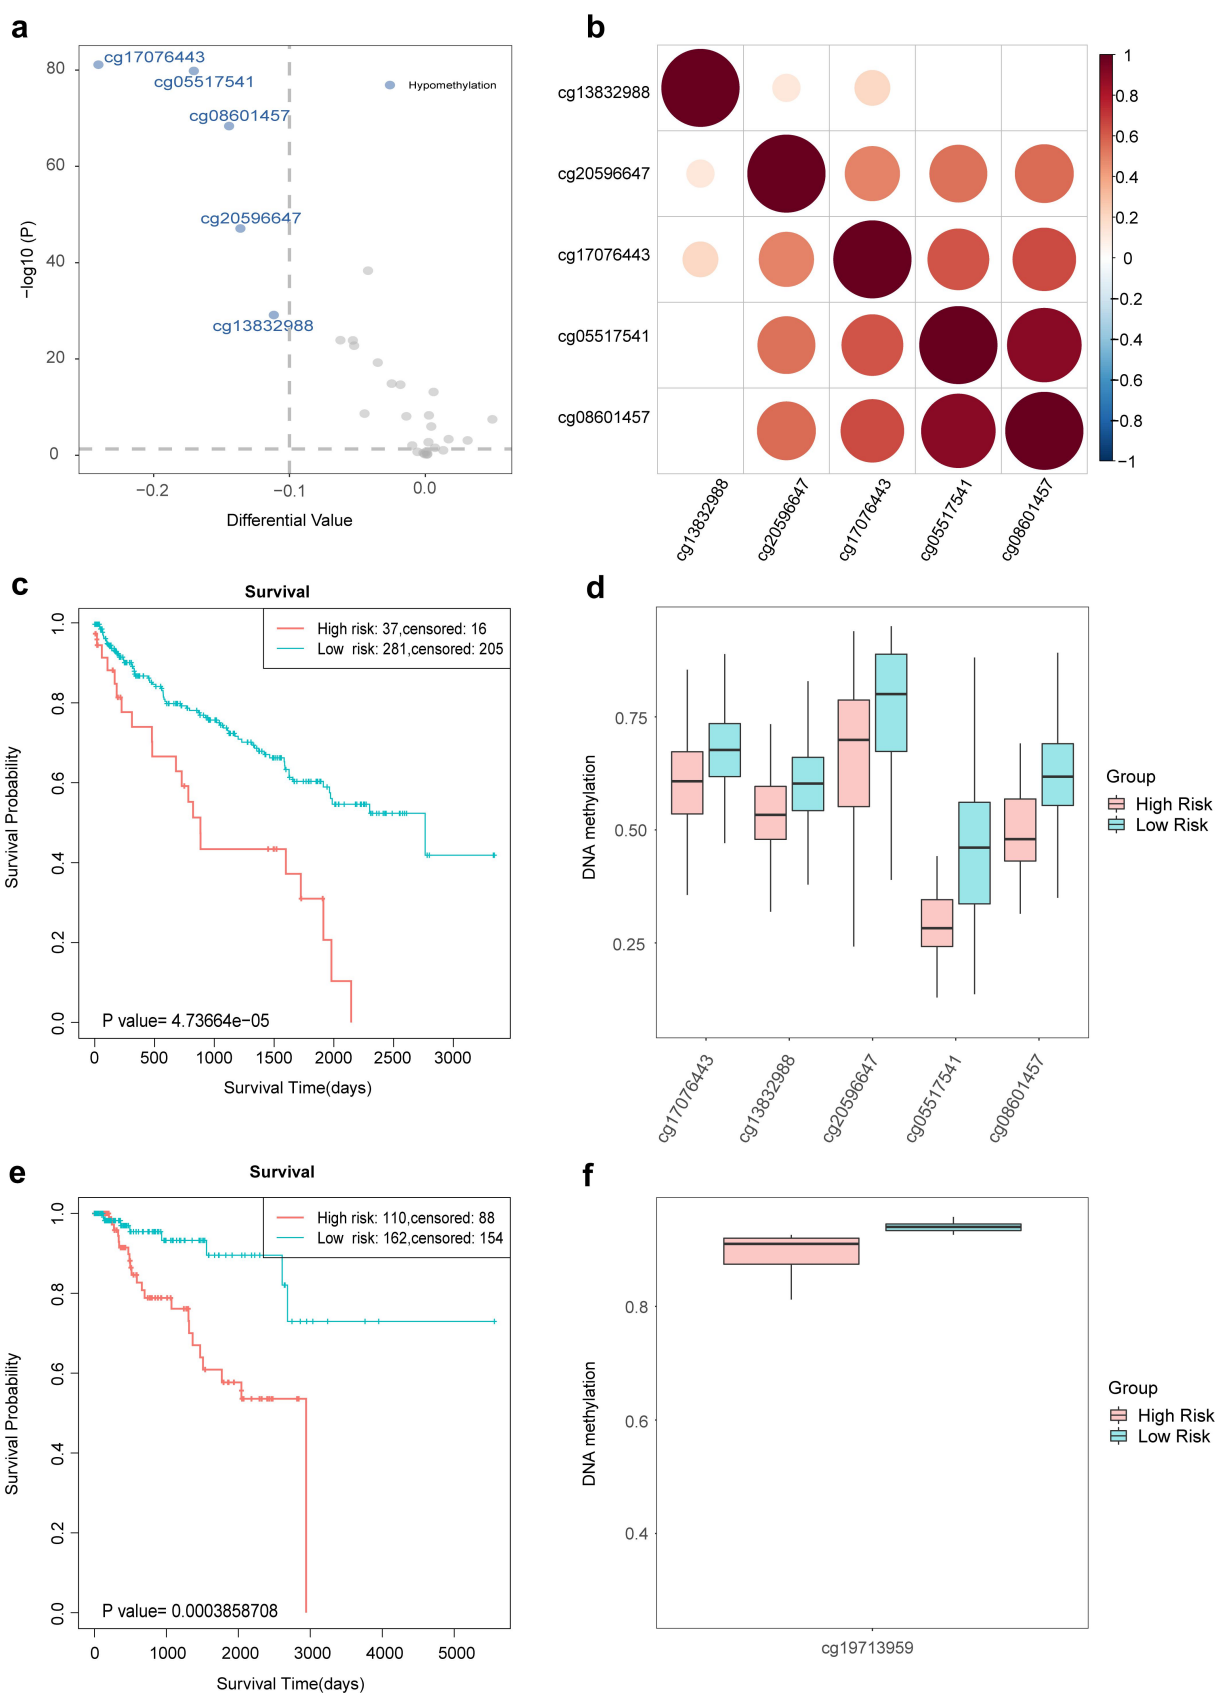 a
cg17076443
cg05517541
cg08601457
cg20596647
cg13832988
Hypomethylation
80
60
40
20
0
−log10 (P)
−0.2
−0.1
0.0
Differential Value
b
cg13832988
cg20596647
cg17076443
cg05517541
cg08601457
cg13832988
cg20596647
cg17076443
cg05517541
cg08601457
1
0.8
0.6
0.4
0.2
0
−0.2
−0.4
−0.6
−0.8
−1
c
Survival
High risk: 37,censored: 16
Low risk: 281,censored: 205
1.0
0.8
0.6
0.4
0.2
0.0
Survival Probability
P value= 4.73664e−05
0
500
1000
1500
2000
2500
3000
Survival Time(days)
d
0.75
0.50
0.25
DNA methylation
cg17076443
cg13832988
cg20596647
cg05517541
cg08601457
Group
High Risk
Low Risk
e
Survival
High risk: 110,censored: 88
Low risk: 162,censored: 154
1.0
0.8
0.6
0.4
0.2
0.0
Survival Probability
P value= 0.0003858708
0
1000
2000
3000
4000
5000
Survival Time(days)
f
0.8
0.6
0.4
DNA methylation
cg19713959
Group
High Risk
Low Risk